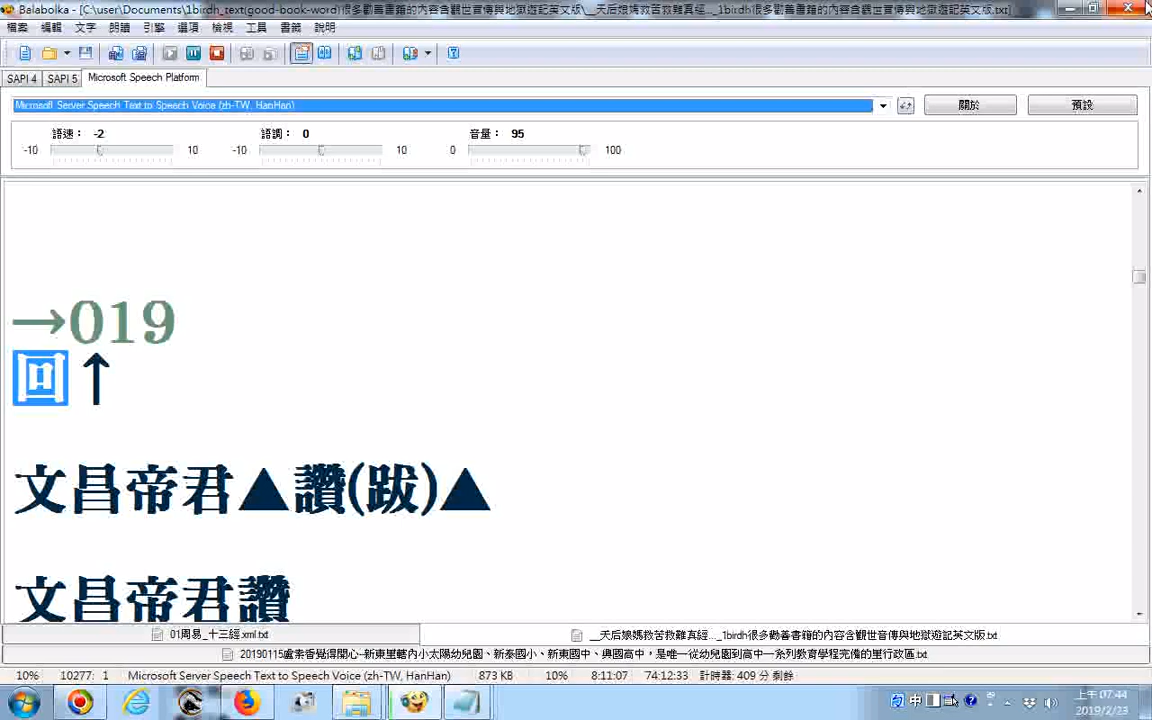 Balabolka - [C:\user\Documents\1birdh_text(good-book-word很多勸善書籍的內容含觀世音傳與地獄遊記英文版\__天后娘媽救苦救難真經..._1birdh很多勸善書籍的內容含觀世音傳與地獄遊記英文版.txt]
檔案 編輯 文字 朗讀 引擎 選項 檢視 工具 書籤 說明
SAPI 4 SAPI 5 Microsoft Speech Platform
Microsoft Server Speech Text to Speech Voice (zh-TW, HanHan) 關於 預設
語速： -2 語調： 0 音量： 95
-10 10 -10 10 0 100
→019
回↑
文昌帝君▲讚(跋)▲
文昌帝君讚
01周易_十三經.xml.txt __天后娘媽救苦救難真經..._1birdh很多勸善書籍的內容含觀世音傳與地獄遊記英文版.txt
20190115盧素香覺得開心-新東里轄內小太陽幼兒園、新泰國小、新東國中、興國高中，是唯一從幼兒園到高中一系列教育學程完備的里行政區.txt
10% 10277: 1 Microsoft Server Speech Text to Speech Voice (zh-TW, HanHan) 873 KB 10% 8:11:07 74:12:33 計時器: 409 分 剩餘
中 上午 07:44
2019/2/23